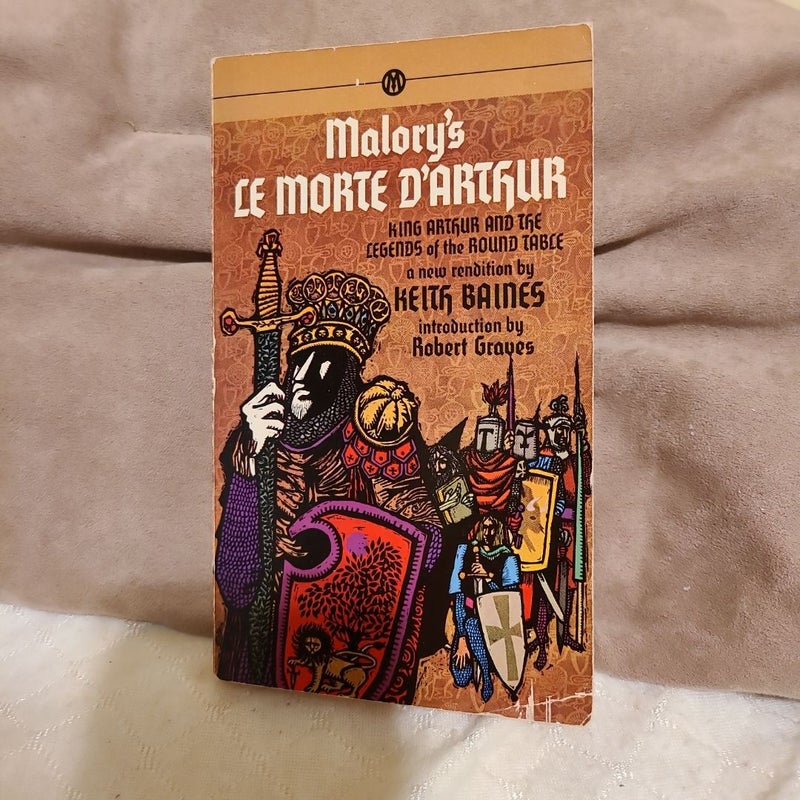 M
Malory's
LE MORTE D'ARTHUR
KING ARTHUR AND THE
LEGENDS of the ROUND TABLE
a new rendition by
KEITH BAINES
introduction by
Robert Graves